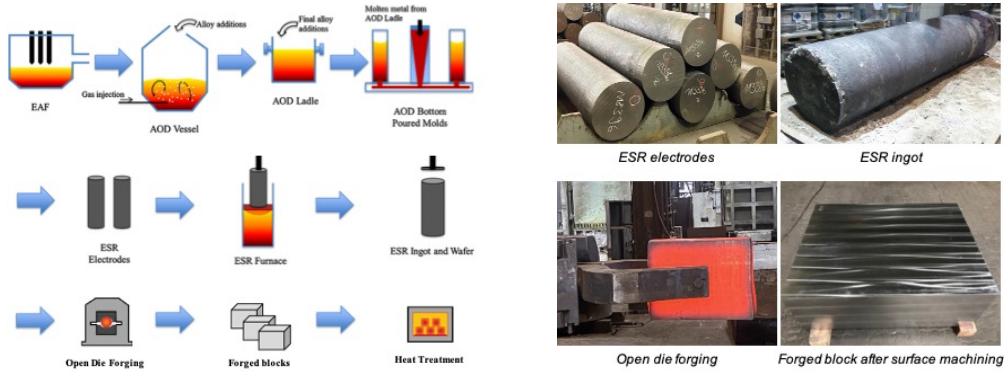 Alloy additions
Final alloy
additions
Molten metal from
AOD Ladle
Gas injection
EAF
AOD Vessel
AOD Ladle
AOD Bottom
Poured Molds
ESR
Electrodes
ESR Furnace
ESR Ingot and Wafer
Open Die Forging
Forged blocks
Heat Treatment
ESR electrodes
ESR ingot
Open die forging
Forged block after surface machining